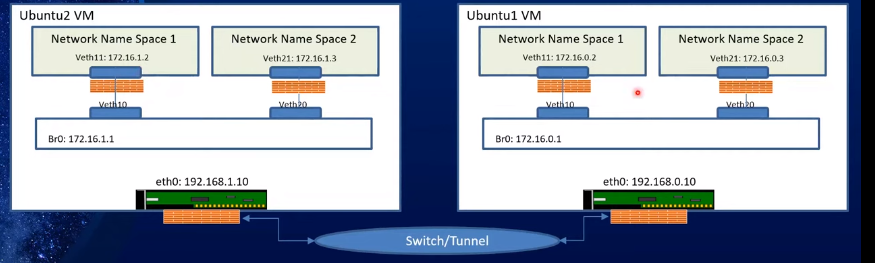 Ubuntu2 VM
Network Name Space 1
Veth11: 172.16.1.2
Veth10
Network Name Space 2
Veth21: 172.16.1.3
Veth20
Br0: 172.16.1.1
eth0: 192.168.1.10
Ubuntu1 VM
Network Name Space 1
Veth11: 172.16.0.2
Veth10
Network Name Space 2
Veth21: 172.16.0.3
Veth20
Br0: 172.16.0.1
eth0: 192.168.0.10
Switch/Tunnel